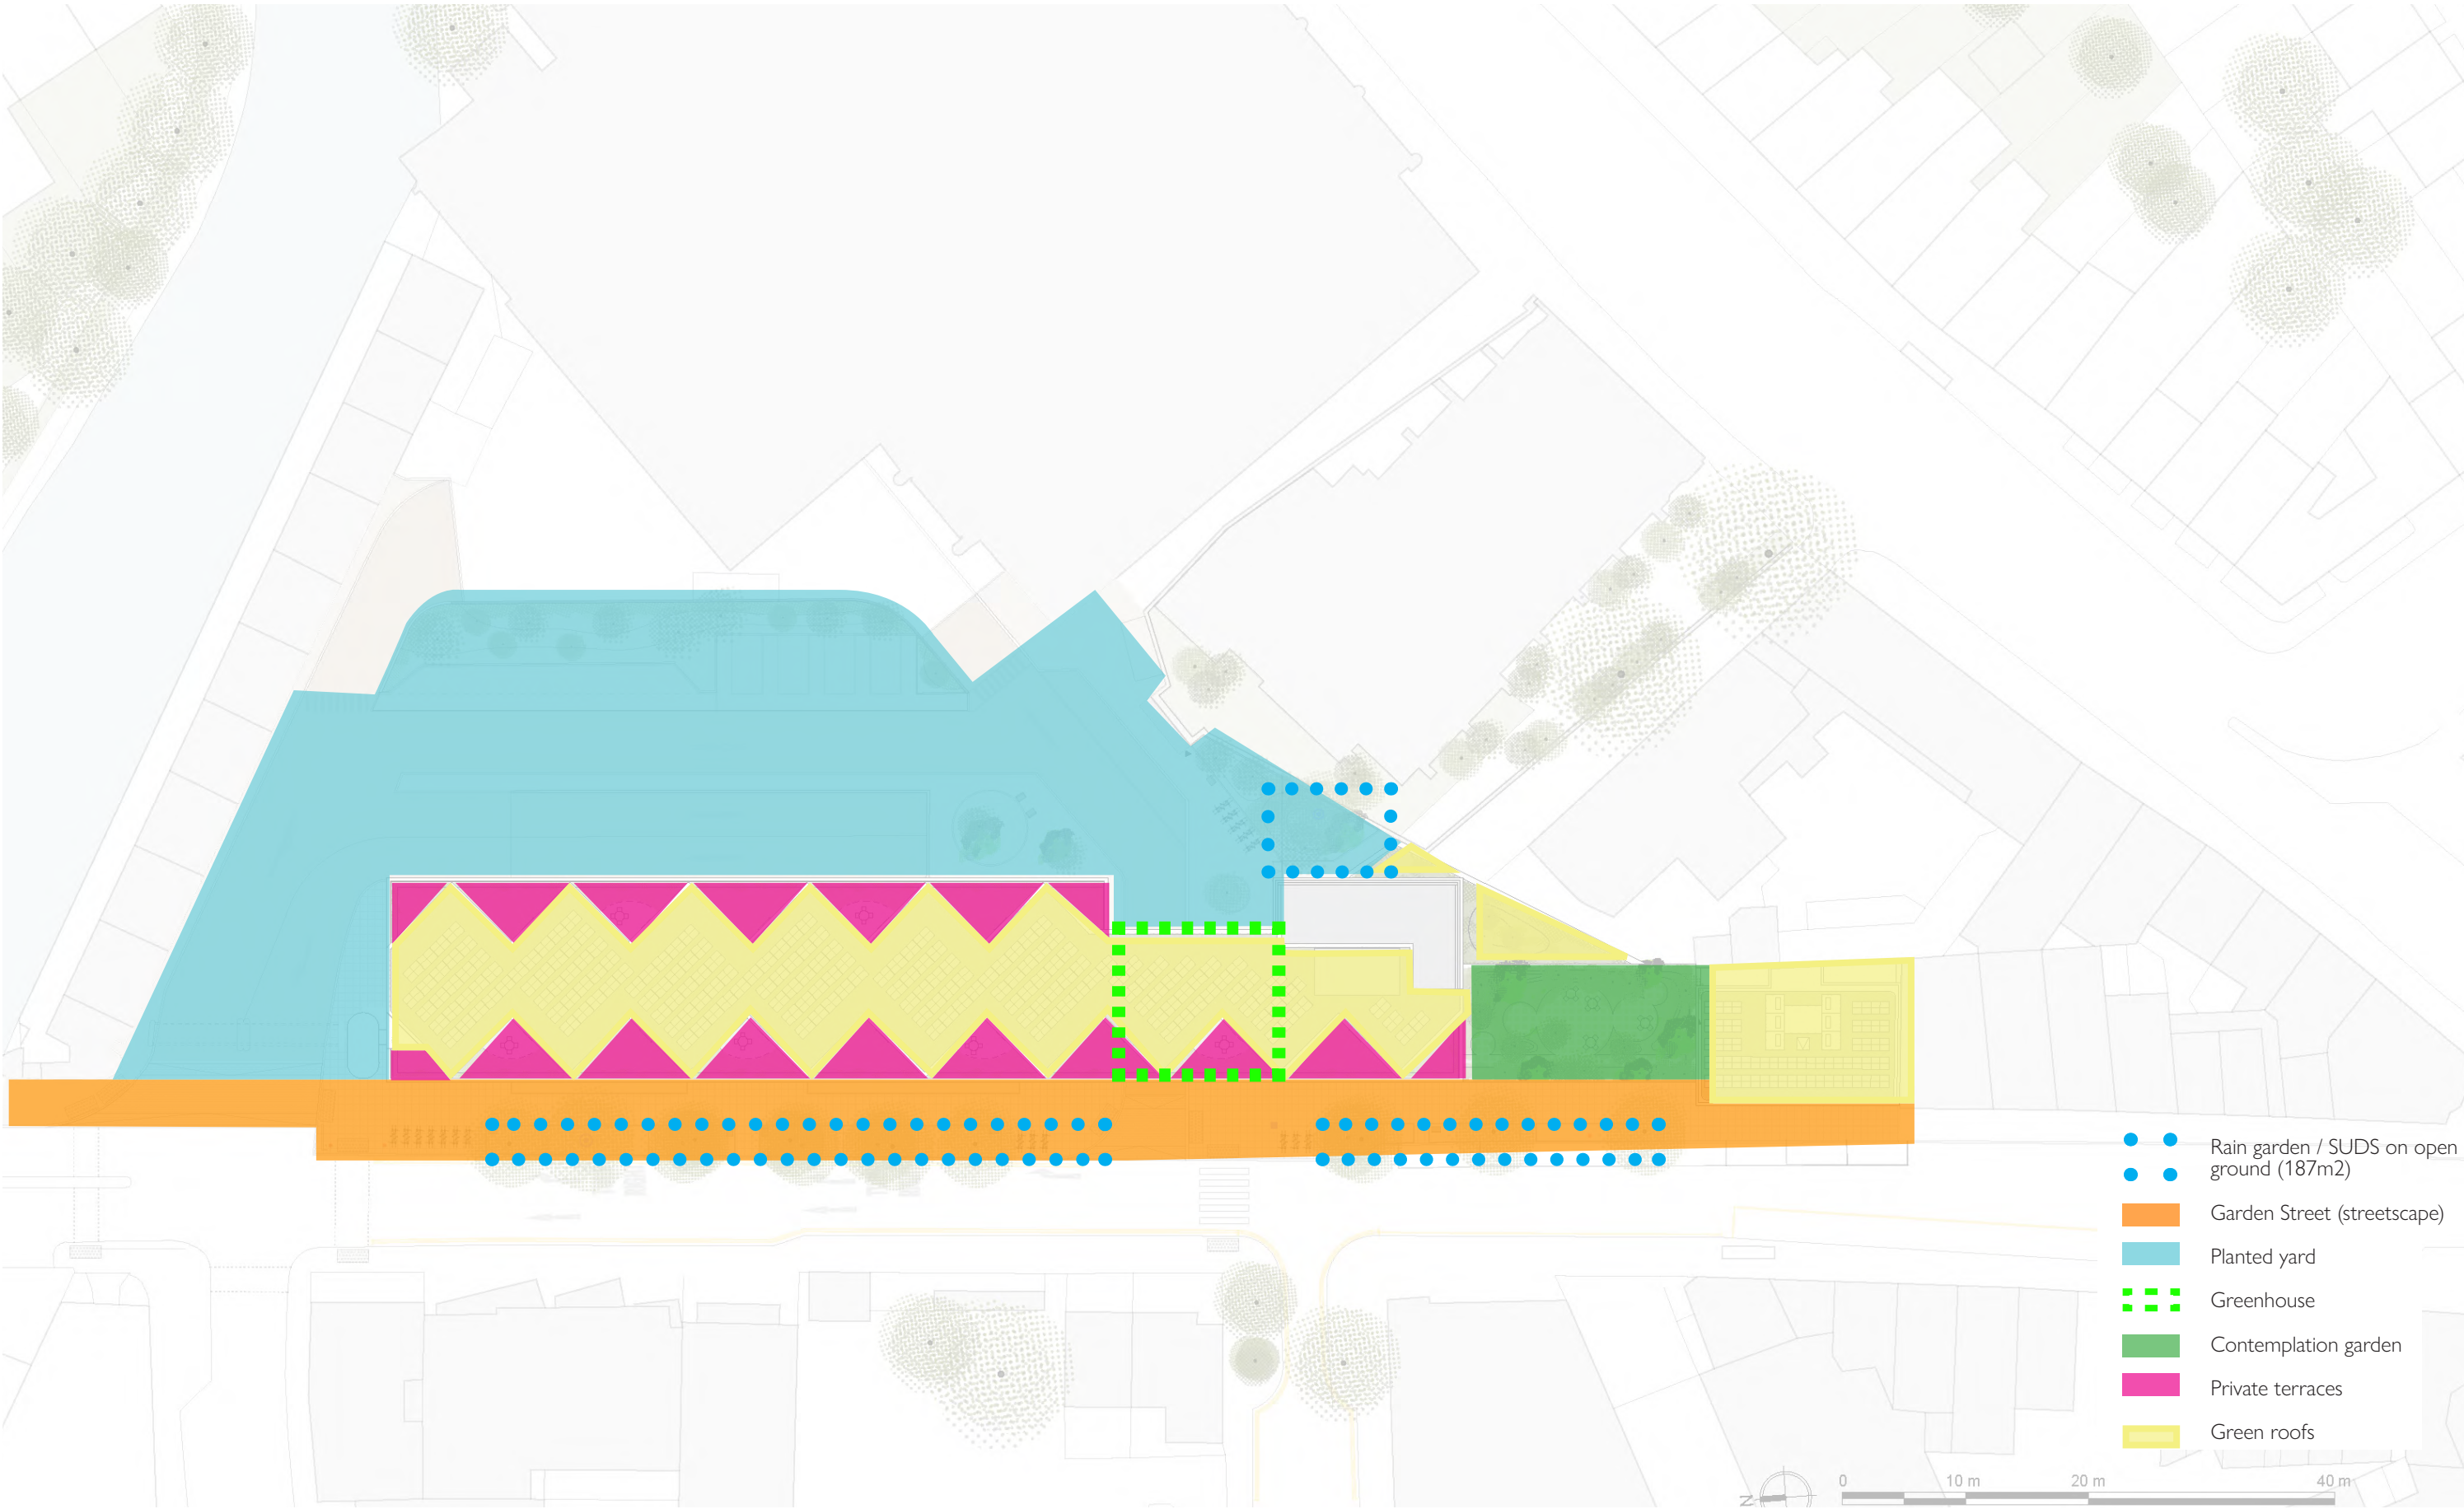 Rain garden / SUDS on open
ground (187m2)
Garden Street (streetscape)
Planted yard
Greenhouse
Contemplation garden
Private terraces
Green roofs
0 10 m 20 m 40 m
N